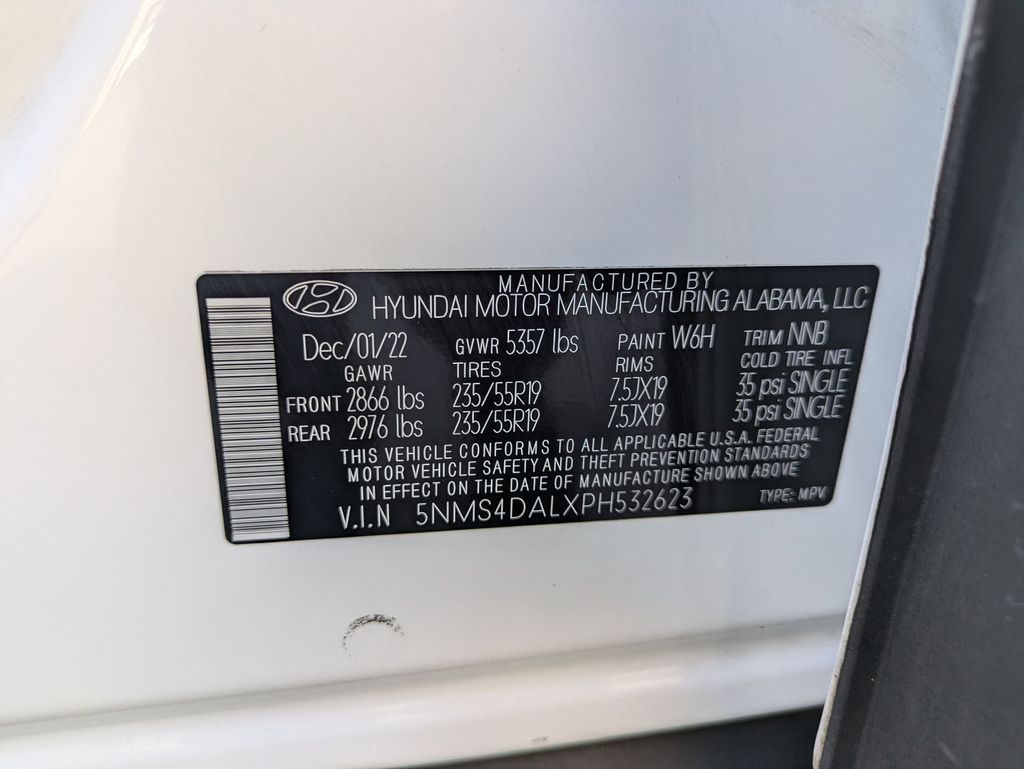 MANUFACTURED BY
HYUNDAI MOTOR MANUFACTURING ALABAMA, LLC
Dec/01/22 GVWR 5357 lbs PAINT W6H TRIM NNB
GAWR TIRES RIMS COLD TIRE INFL
FRONT 2866 lbs 235/55R19 7.5JX19 35 psi SINGLE
REAR 2976 lbs 235/55R19 7.5JX19 35 psi SINGLE
THIS VEHICLE CONFORMS TO ALL APPLICABLE U.S.A. FEDERAL
MOTOR VEHICLE SAFETY AND THEFT PREVENTION STANDARDS
IN EFFECT ON THE DATE OF MANUFACTURE SHOWN ABOVE
V.I.N 5NMS4DALXPH532623 TYPE: MPV